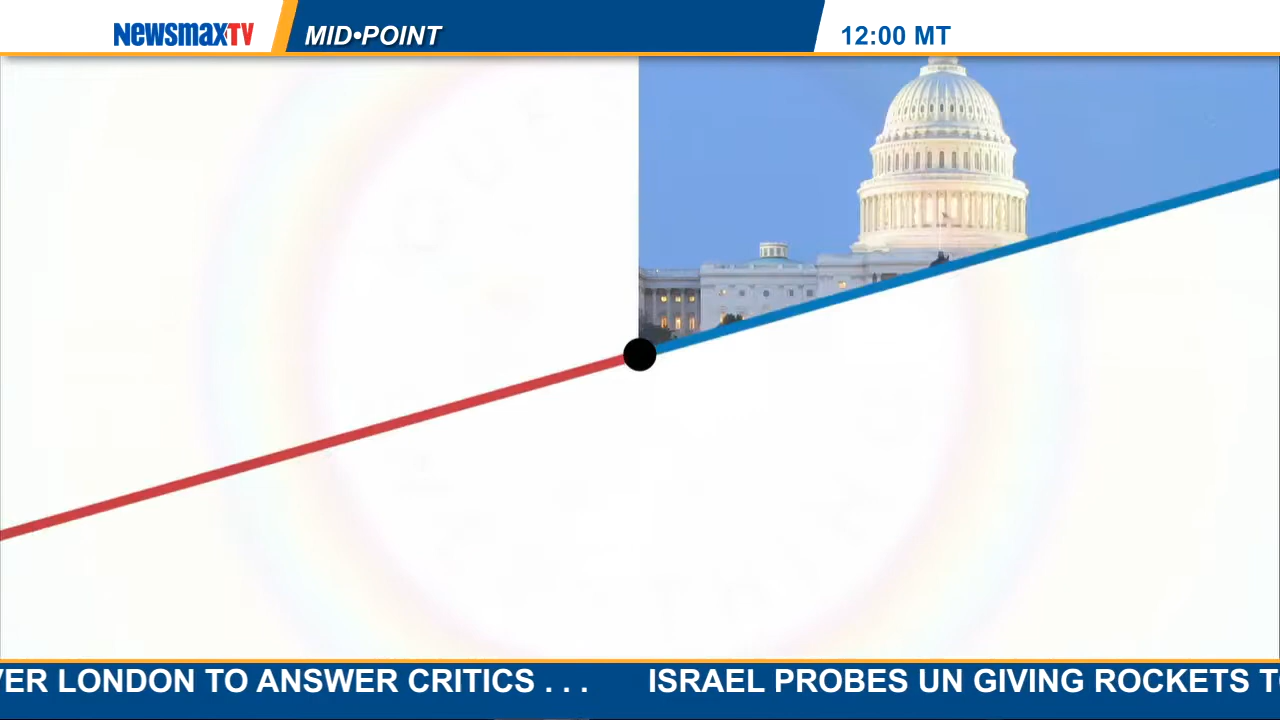 NEWSMAXTV
MID•POINT
12:00 MT
LONDON TO ANSWER CRITICS . . .
ISRAEL PROBES UN GIVING ROCKETS